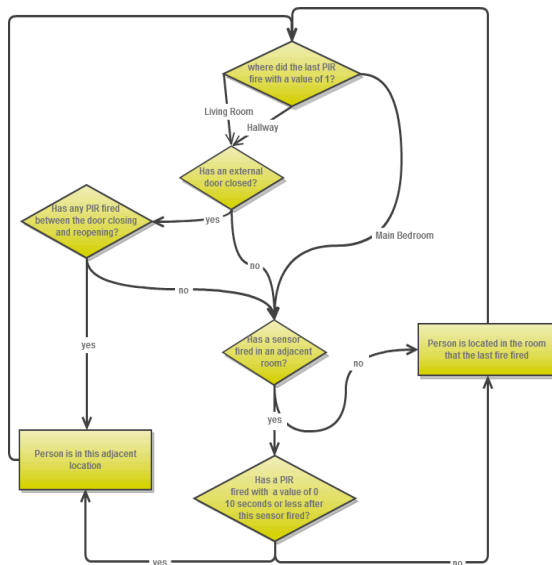 where did the last PIR
fire with a value of 1?
Living Room
Hallway
Has an external
door closed?
Has any PIR fired
between the door closing
and reopening?
yes
no
Main Bedroom
no
Has a sensor
fired in an adjacent
room?
Person is located in the room
that the last fire fired
yes
no
yes
Person is in this adjacent
location
Has a PIR
fired with a value of 0
10 seconds or less after
this sensor fired?
yes
no